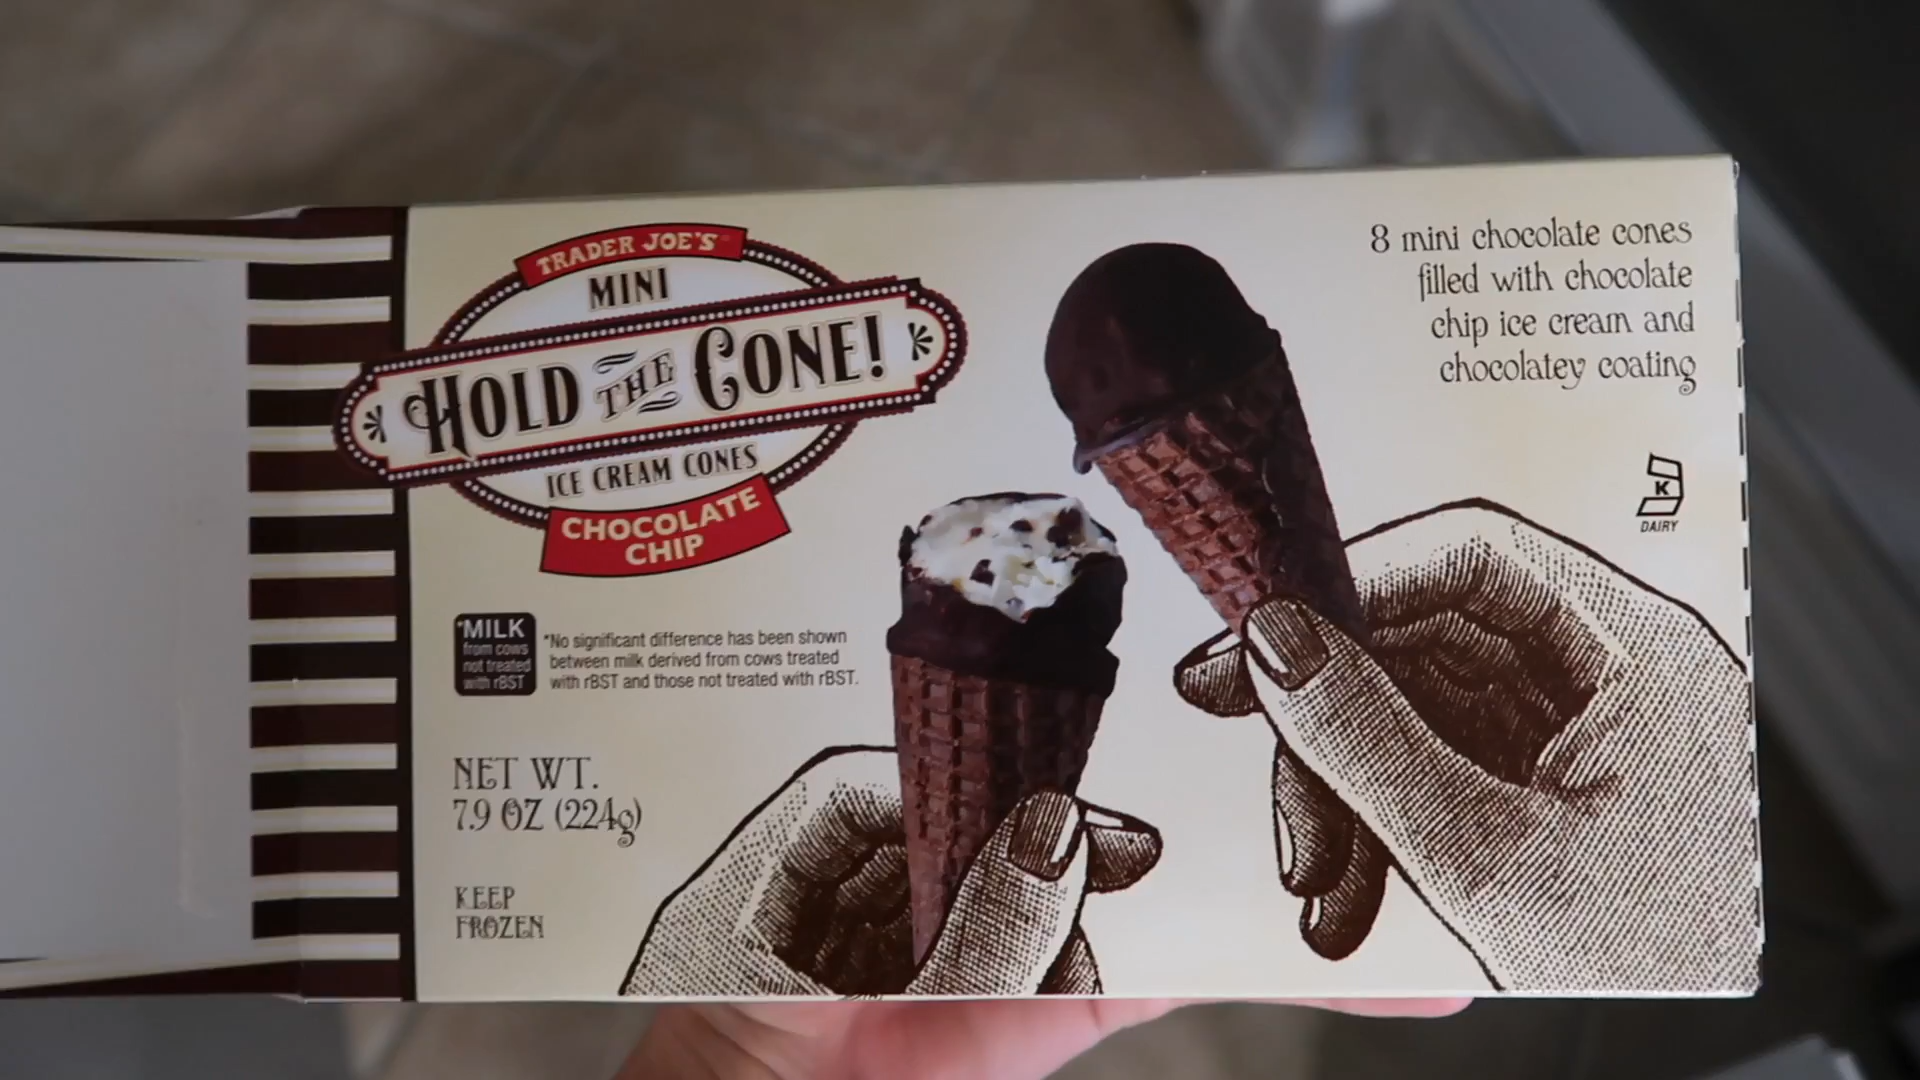 TRADER JOE'S
MINI
HOLD THE CONE!
ICE CREAM CONES
CHOCOLATE
CHIP
8 mini chocolate cones
filled with chocolate
chip ice cream and
chocolatey coating
K
DAIRY
*MILK
from cows
not treated
with rBST
*No significant difference has been shown
between milk derived from cows treated
with rBST and those not treated with rBST.
NET WT.
7.9 OZ (224g)
KEEP
FROZEN